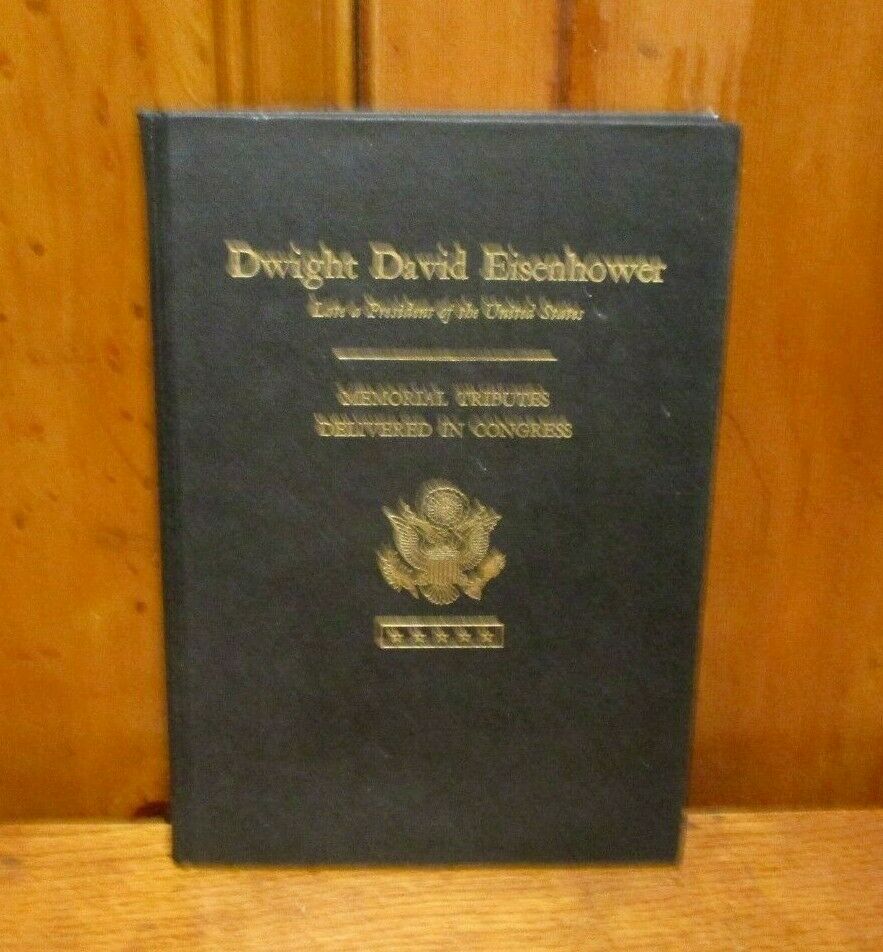 Dwight David Eisenhower
Late a President of the United States
MEMORIAL TRIBUTES
DELIVERED IN CONGRESS